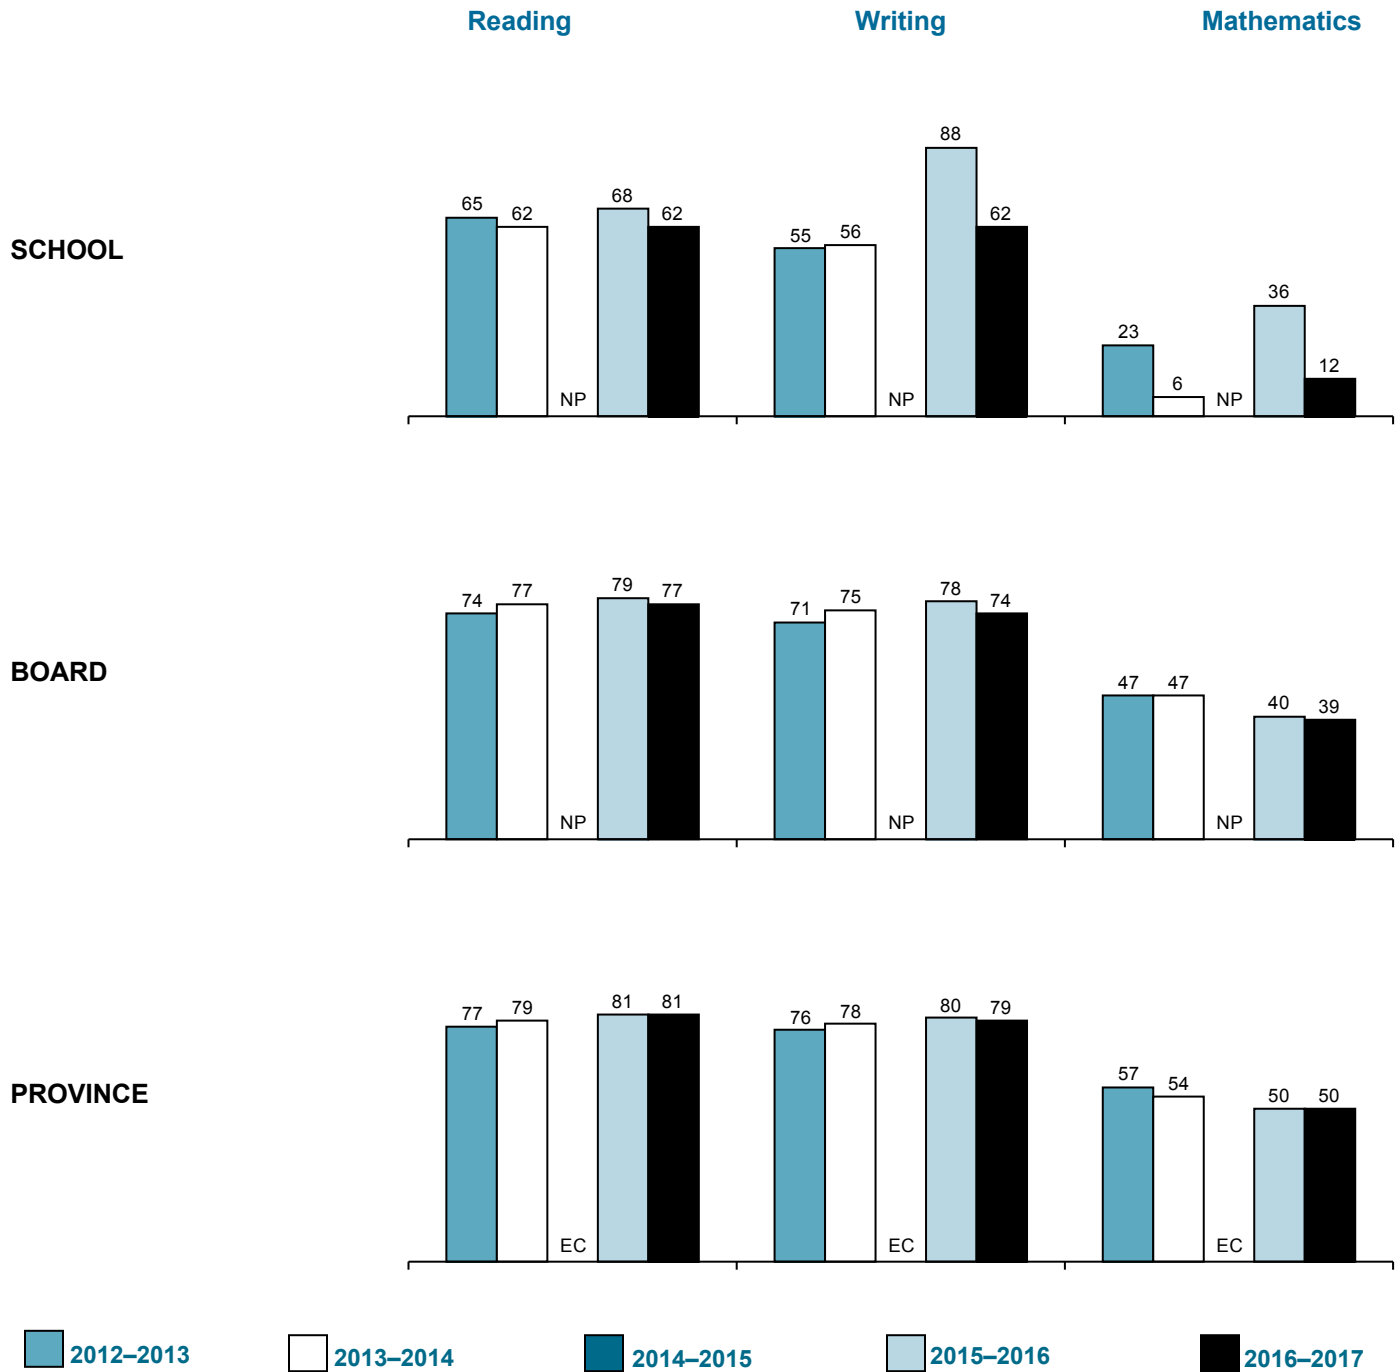 Reading Writing Mathematics
SCHOOL
65 62 NP 68 62 55 56 NP 88 62 23 6 NP 36 12
BOARD
74 77 NP 79 77 71 75 NP 78 74 47 47 NP 40 39
PROVINCE
77 79 EC 81 81 76 78 EC 80 79 57 54 EC 50 50
2012–2013 2013–2014 2014–2015 2015–2016 2016–2017